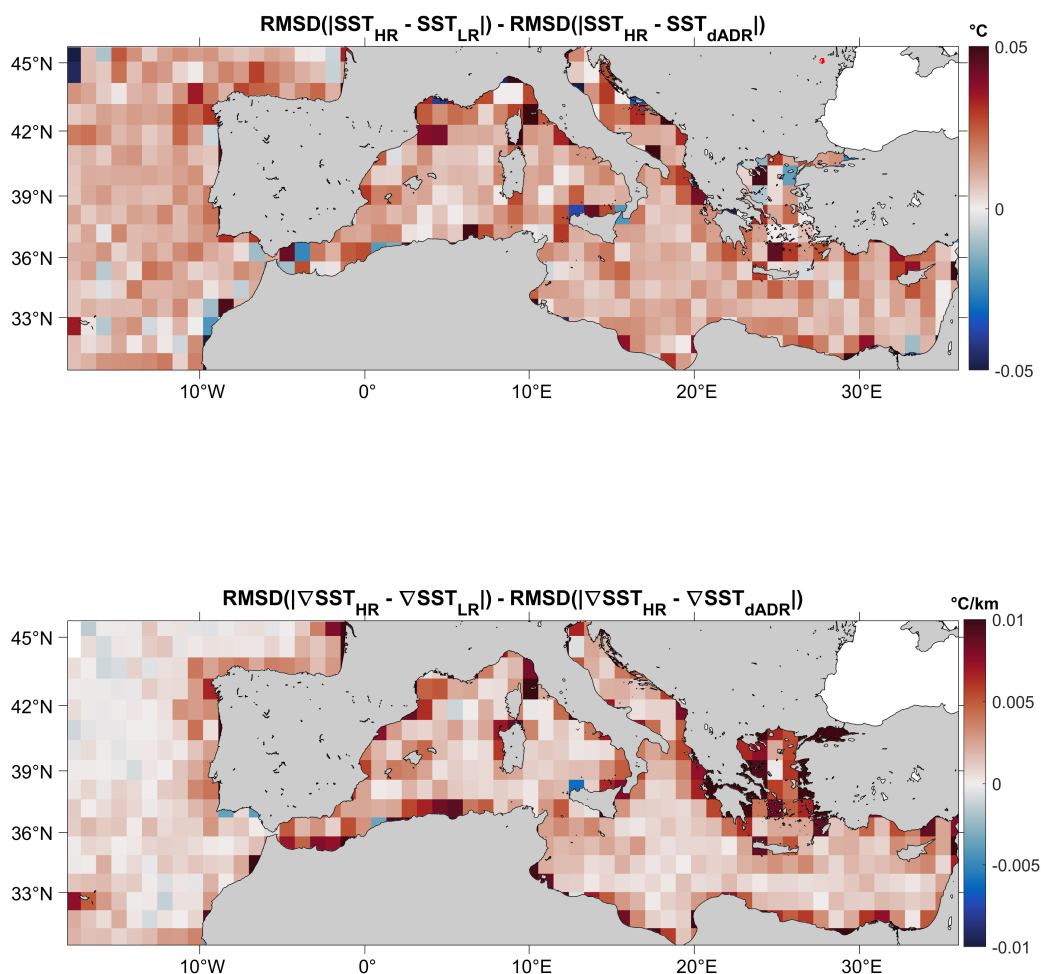 RMSD(|SST_HR - SST_LR|) - RMSD(|SST_HR - SST_dADR|)
°C
45°N
42°N
39°N
36°N
33°N
10°W
0°
10°E
20°E
30°E
0.05
0
-0.05
RMSD(|∇SST_HR - ∇SST_LR|) - RMSD(|∇SST_HR - ∇SST_dADR|)
°C/km
45°N
42°N
39°N
36°N
33°N
10°W
0°
10°E
20°E
30°E
0.01
0.005
0
-0.005
-0.01